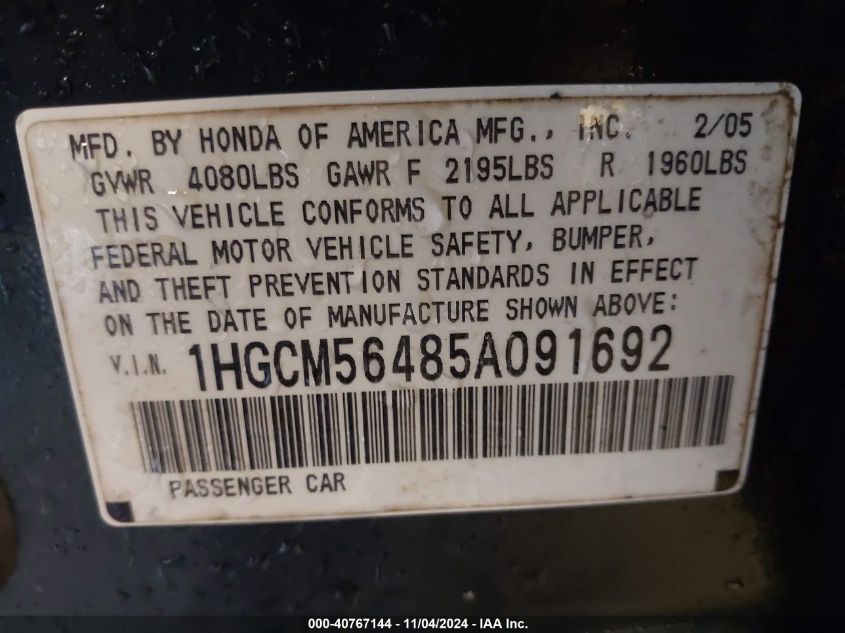 MFD. BY HONDA OF AMERICA MFG., INC. 2/05
GVWR 4080LBS GAWR F 2195LBS R 1960LBS
THIS VEHICLE CONFORMS TO ALL APPLICABLE
FEDERAL MOTOR VEHICLE SAFETY, BUMPER,
AND THEFT PREVENTION STANDARDS IN EFFECT
ON THE DATE OF MANUFACTURE SHOWN ABOVE:
V.I.N. 1HGCM56485A091692
PASSENGER CAR
000-40767144 - 11/04/2024 - IAA Inc.